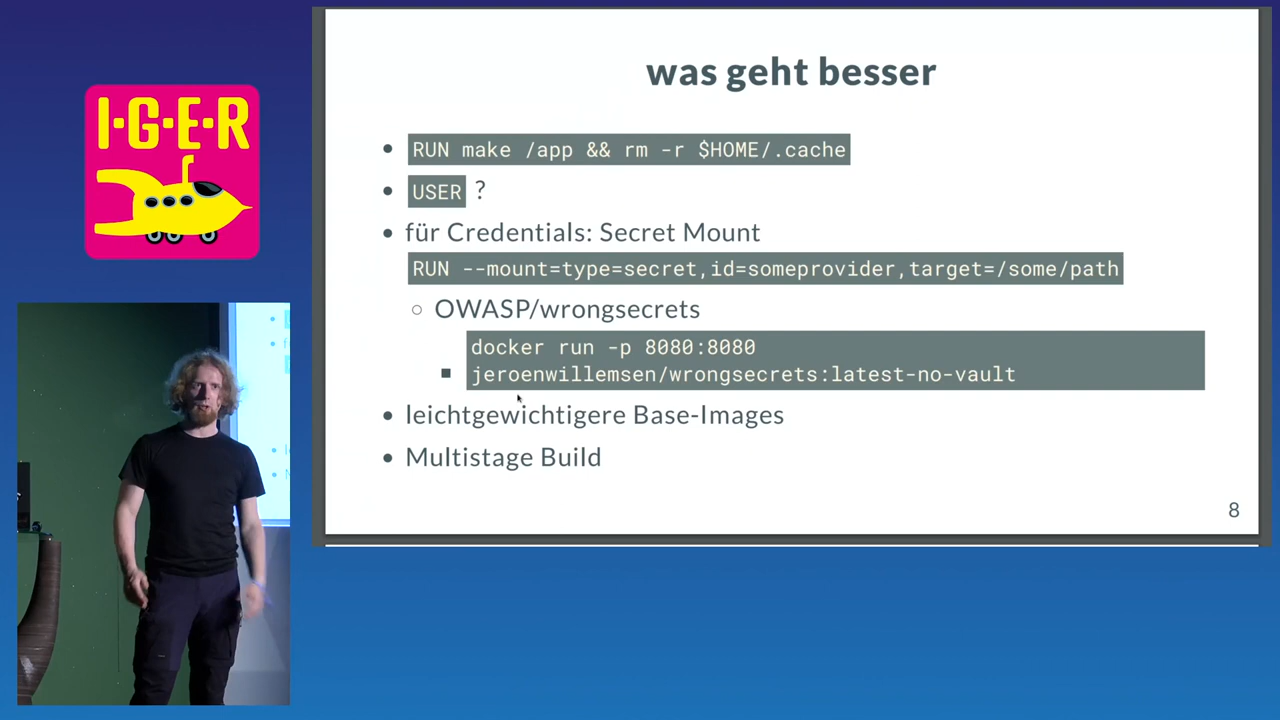 I·G·E·R
was geht besser
• RUN make /app && rm -r $HOME/.cache
• USER ?
• für Credentials: Secret Mount
RUN --mount=type=secret,id=someprovider,target=/some/path
○ OWASP/wrongsecrets
■ docker run -p 8080:8080
jeroenwillemsen/wrongsecrets:latest-no-vault
• leichtgewichtigere Base-Images
• Multistage Build
8